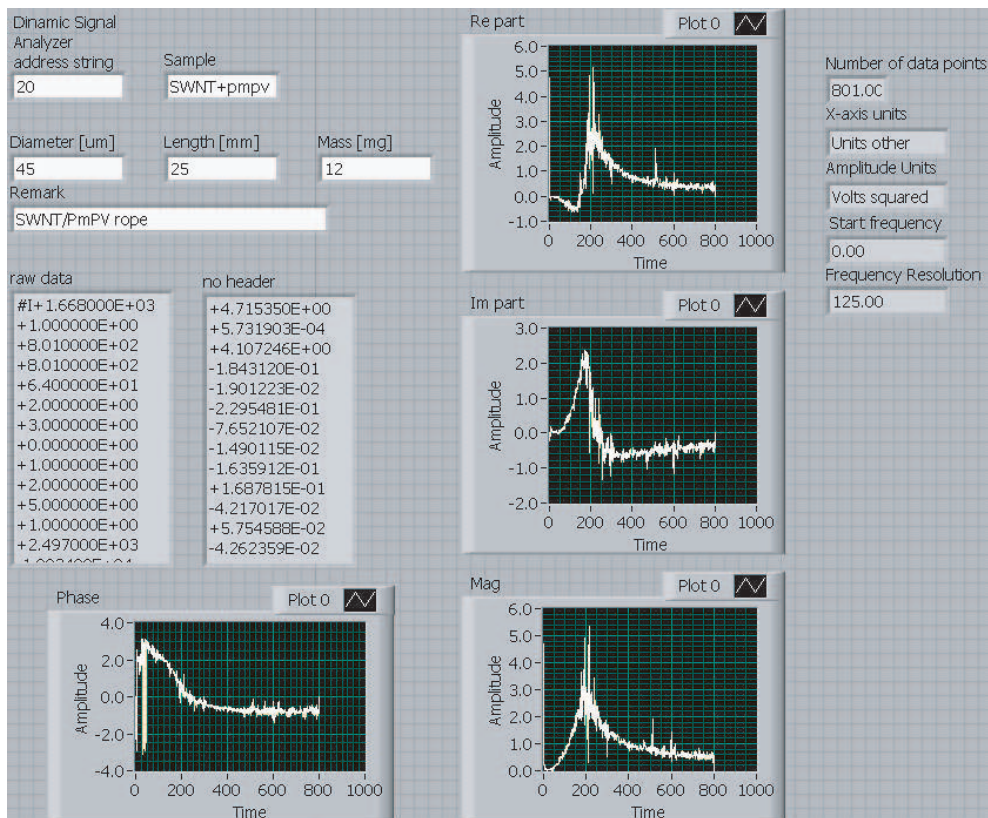 Dinamic Signal
Analyzer
address string
20
Sample
SWNT+pmpv
Diameter [um]
45
Length [mm]
25
Mass [mg]
12
Remark
SWNT/PmPV rope
raw data
#I+1.668000E+03
+1.000000E+00
+8.010000E+02
+8.010000E+02
+6.400000E+01
+2.000000E+00
+3.000000E+00
+0.000000E+00
+1.000000E+00
+2.000000E+00
+5.000000E+00
+1.000000E+00
+2.497000E+03
no header
+4.715350E+00
+5.731903E-04
+4.107246E+00
-1.843120E-01
-1.901223E-02
-2.295481E-01
-7.652107E-02
-1.490115E-02
-1.635912E-01
+1.687815E-01
-4.217017E-02
+5.754588E-02
-4.262359E-02
Phase
Plot 0
4.0
2.0
0.0
-2.0
-4.0
Amplitude
0 200 400 600 800 1000
Time
Re part
Plot 0
6.0
5.0
4.0
3.0
2.0
1.0
0.0
-1.0
Amplitude
0 200 400 600 800 1000
Time
Im part
Plot 0
3.0
2.0
1.0
0.0
-1.0
-2.0
Amplitude
0 200 400 600 800 1000
Time
Mag
Plot 0
6.0
5.0
4.0
3.0
2.0
1.0
0.0
Amplitude
0 200 400 600 800 1000
Time
Number of data points
801.00
X-axis units
Units other
Amplitude Units
Volts squared
Start frequency
0.00
Frequency Resolution
125.00